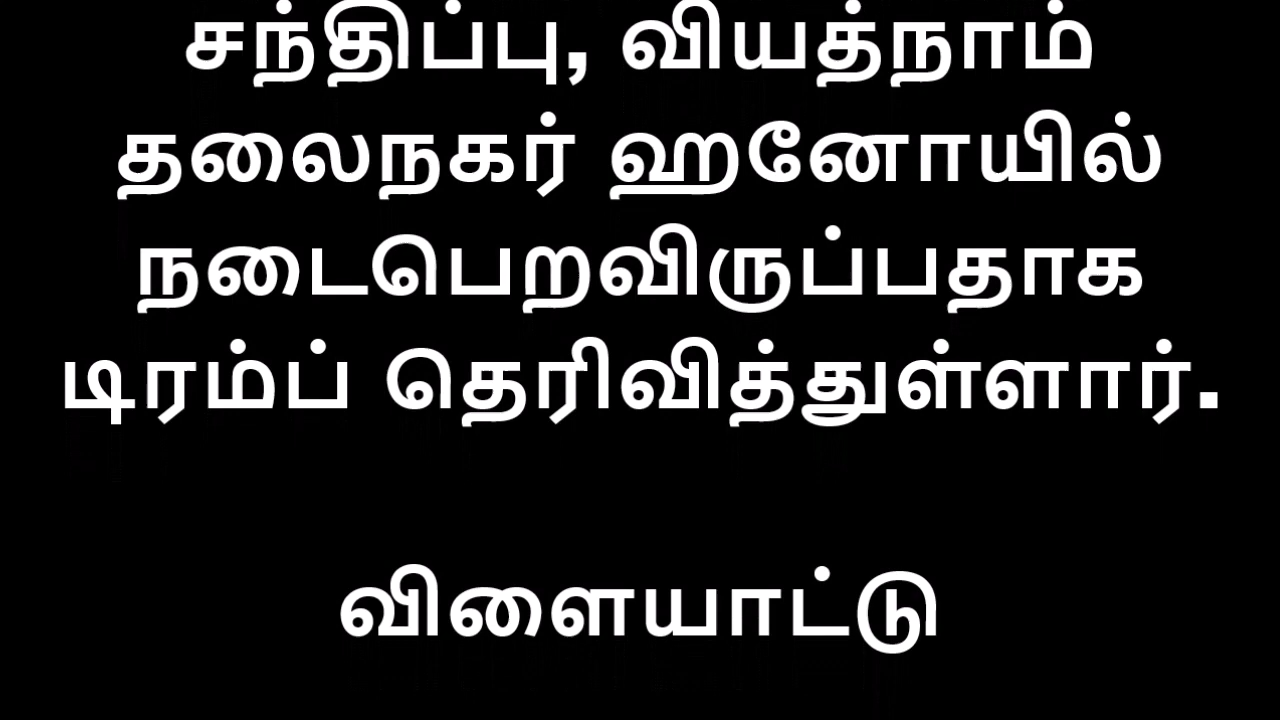 சந்திப்பு, வியத்நாம்
தலைநகர் ஹனோயில்
நடைபெறவிருப்பதாக
டிரம்ப் தெரிவித்துள்ளார்.
விளையாட்டு